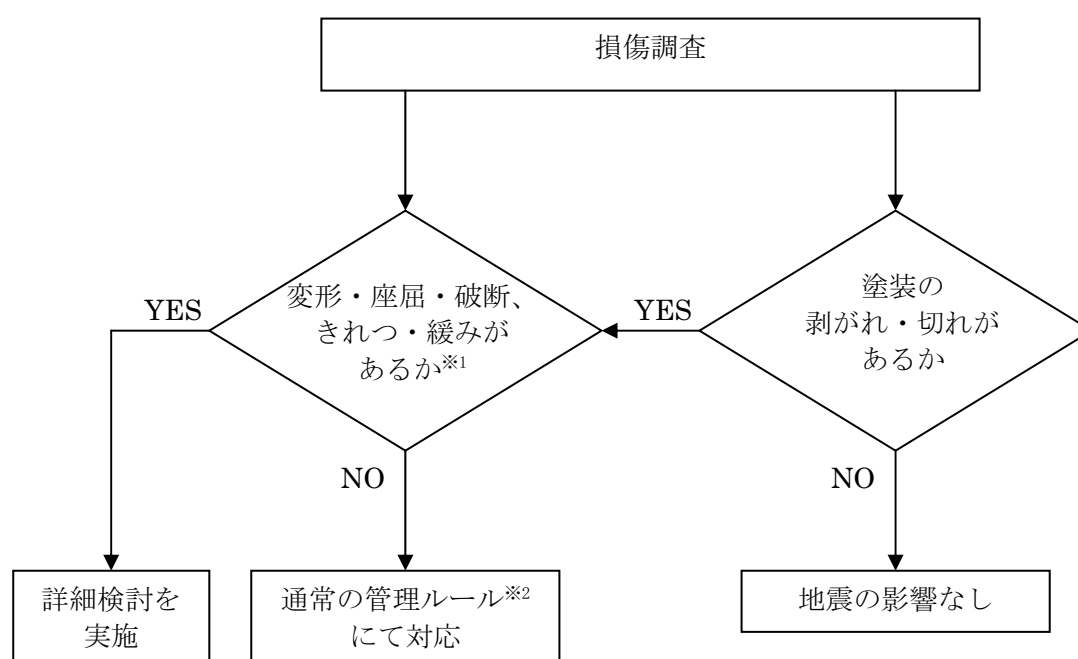 損傷調査
YES
変形・座屈・破断、
きれつ・緩みが
あるか※1
YES
塗装の
剥がれ・切れが
あるか
NO
NO
詳細検討を
実施
通常の管理ルール※2
にて対応
地震の影響なし